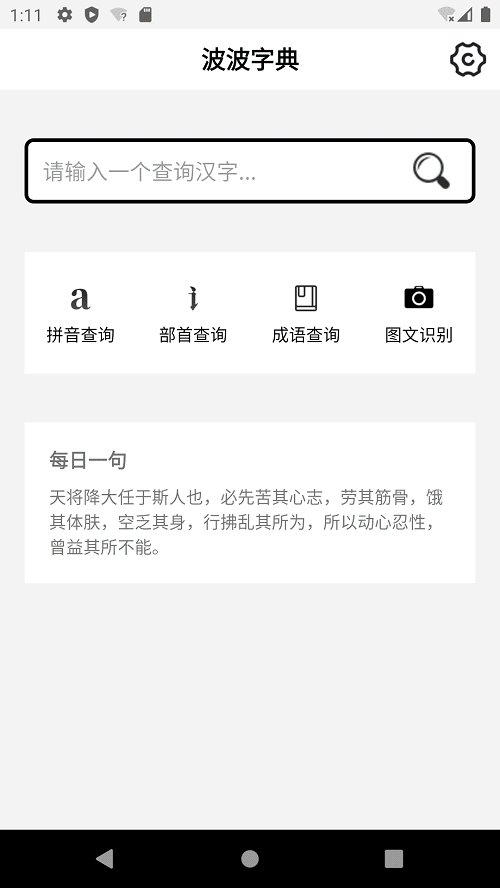 1:11
波波字典
请输入一个查询汉字...
拼音查询 部首查询 成语查询 图文识别
每日一句
天将降大任于斯人也，必先苦其心志，劳其筋骨，饿
其体肤，空乏其身，行拂乱其所为，所以动心忍性，
曾益其所不能。